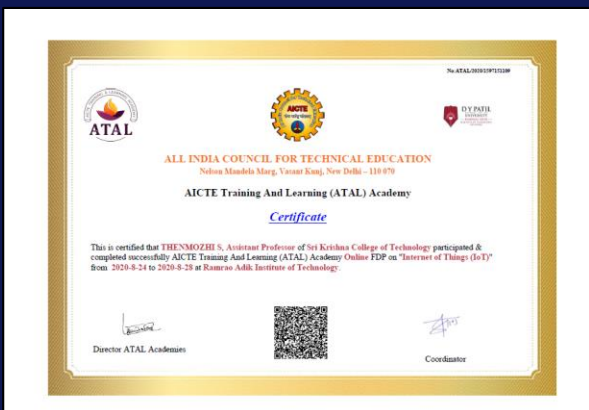 No.ATAL/2020/1597151109
ATAL
AICTE
D Y PATIL
UNIVERSITY
ALL INDIA COUNCIL FOR TECHNICAL EDUCATION
Nelson Mandela Marg, Vasant Kunj, New Delhi – 110 070
AICTE Training And Learning (ATAL) Academy
Certificate
This is certified that THENMOZHI S, Assistant Professor of Sri Krishna College of Technology participated &
completed successfully AICTE Training And Learning (ATAL) Academy Online FDP on "Internet of Things (IoT)"
from 2020-8-24 to 2020-8-28 at Ramrao Adik Institute of Technology.
Director ATAL Academies
Coordinator